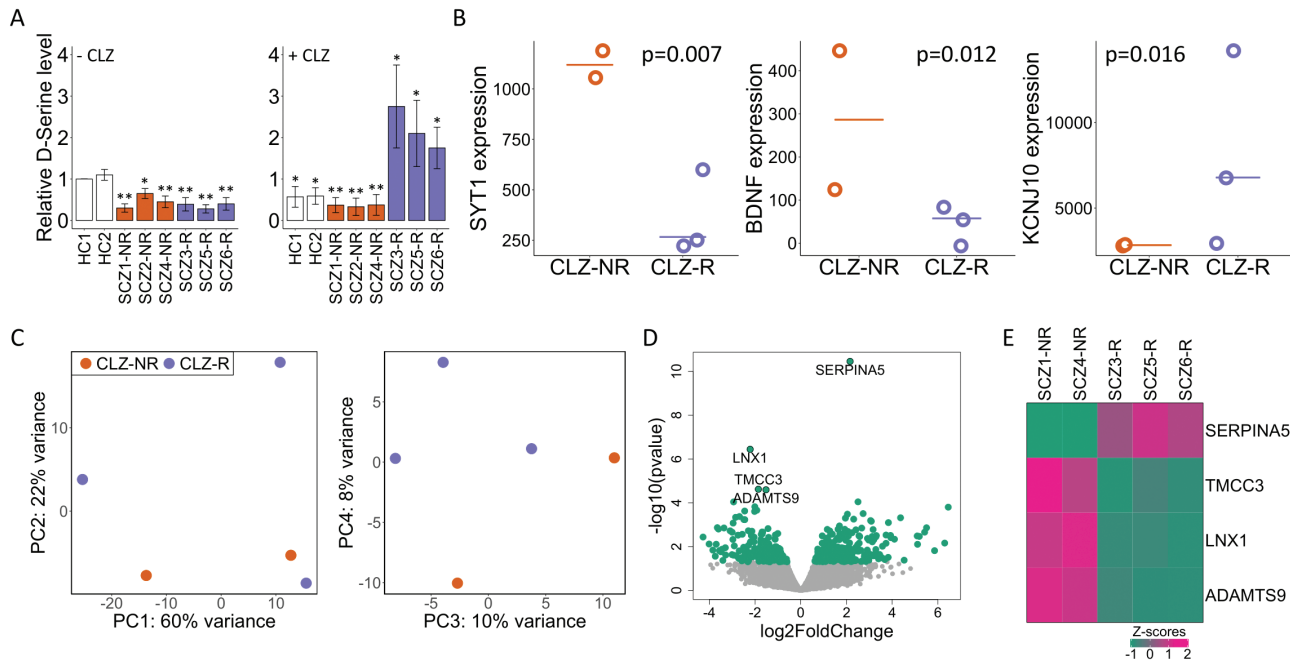 A
Relative D-Serine level
- CLZ
4
3
2
1
0
HC1
HC2
SCZ1-NR
SCZ2-NR
SCZ4-NR
SCZ3-R
SCZ5-R
SCZ6-R
**
*
**
**
**
**
+ CLZ
4
3
2
1
0
HC1
HC2
SCZ1-NR
SCZ2-NR
SCZ4-NR
SCZ3-R
SCZ5-R
SCZ6-R
*
*
**
**
**
*
*
*
B
SYT1 expression
p=0.007
1000
750
500
250
CLZ-NR
CLZ-R
BDNF expression
p=0.012
400
300
200
100
0
CLZ-NR
CLZ-R
KCNJ10 expression
p=0.016
10000
5000
CLZ-NR
CLZ-R
C
CLZ-NR
CLZ-R
PC2: 22% variance
10
0
-20
-10
0
10
PC1: 60% variance
PC4: 8% variance
5
0
-5
-10
-5
0
5
10
PC3: 10% variance
D
-log10(pvalue)
10
8
6
4
2
0
SERPINA5
LNX1
TMCC3
ADAMTS9
-4
-2
0
2
4
6
log2FoldChange
E
SCZ1-NR
SCZ4-NR
SCZ3-R
SCZ5-R
SCZ6-R
SERPINA5
TMCC3
LNX1
ADAMTS9
Z-scores
-1 0 1 2